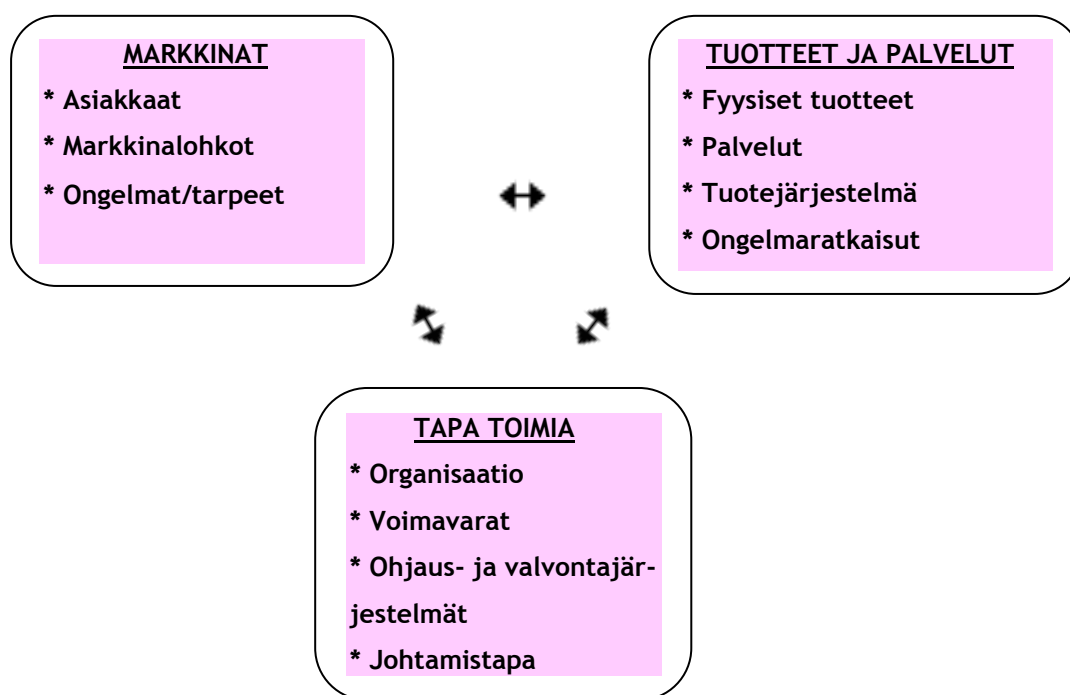 MARKKINAT
* Asiakkaat
* Markkinalohkot
* Ongelmat/tarpeet
TUOTTEET JA PALVELUT
* Fyysiset tuotteet
* Palvelut
* Tuotejärjestelmä
* Ongelmaratkaisut
TAPA TOIMIA
* Organisaatio
* Voimavarat
* Ohjaus- ja valvontajär-
jestelmät
* Johtamistapa